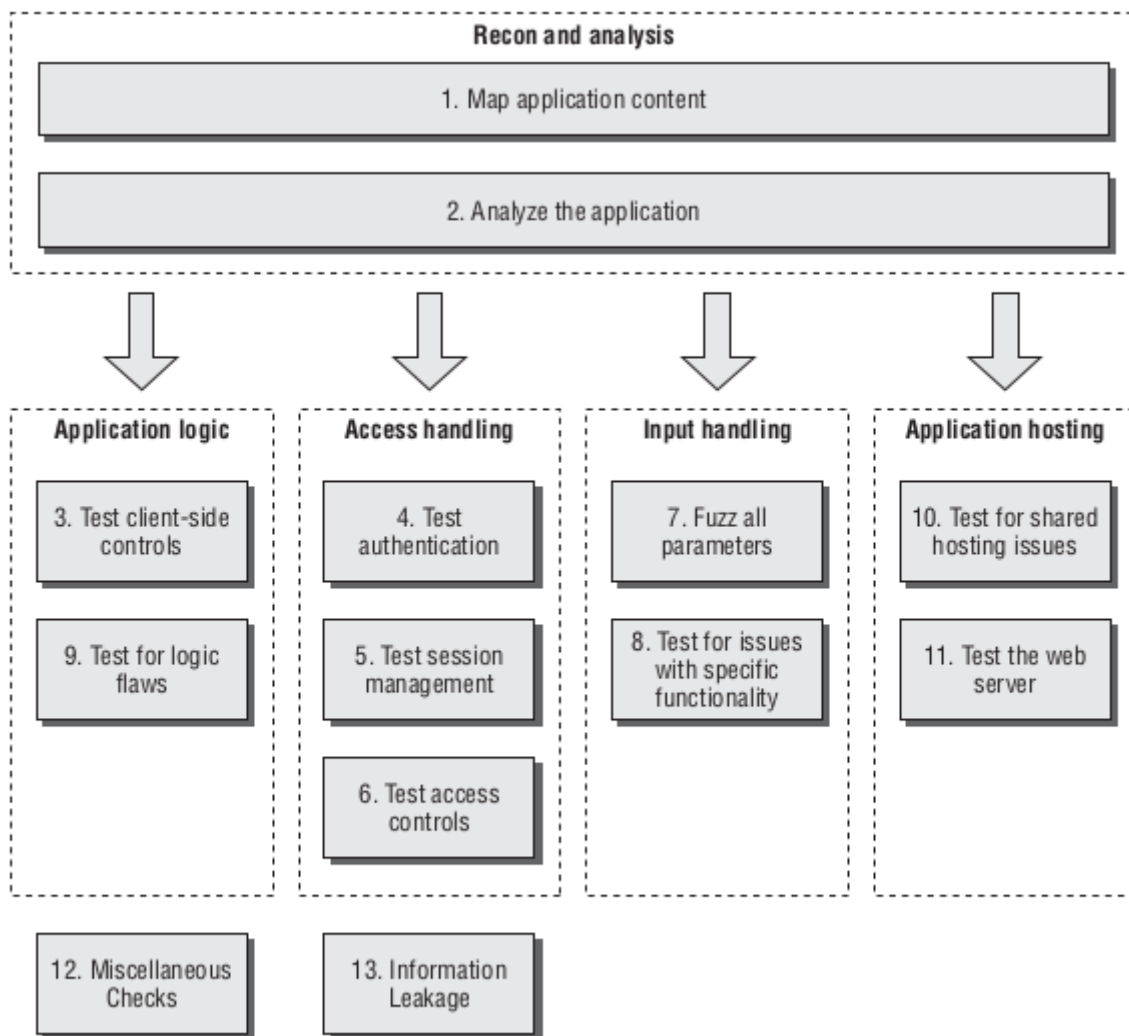 Recon and analysis
1. Map application content
2. Analyze the application
Application logic
3. Test client-side
controls
9. Test for logic
flaws
Access handling
4. Test
authentication
5. Test session
management
6. Test access
controls
Input handling
7. Fuzz all
parameters
8. Test for issues
with specific
functionality
Application hosting
10. Test for shared
hosting issues
11. Test the web
server
12. Miscellaneous
Checks
13. Information
Leakage